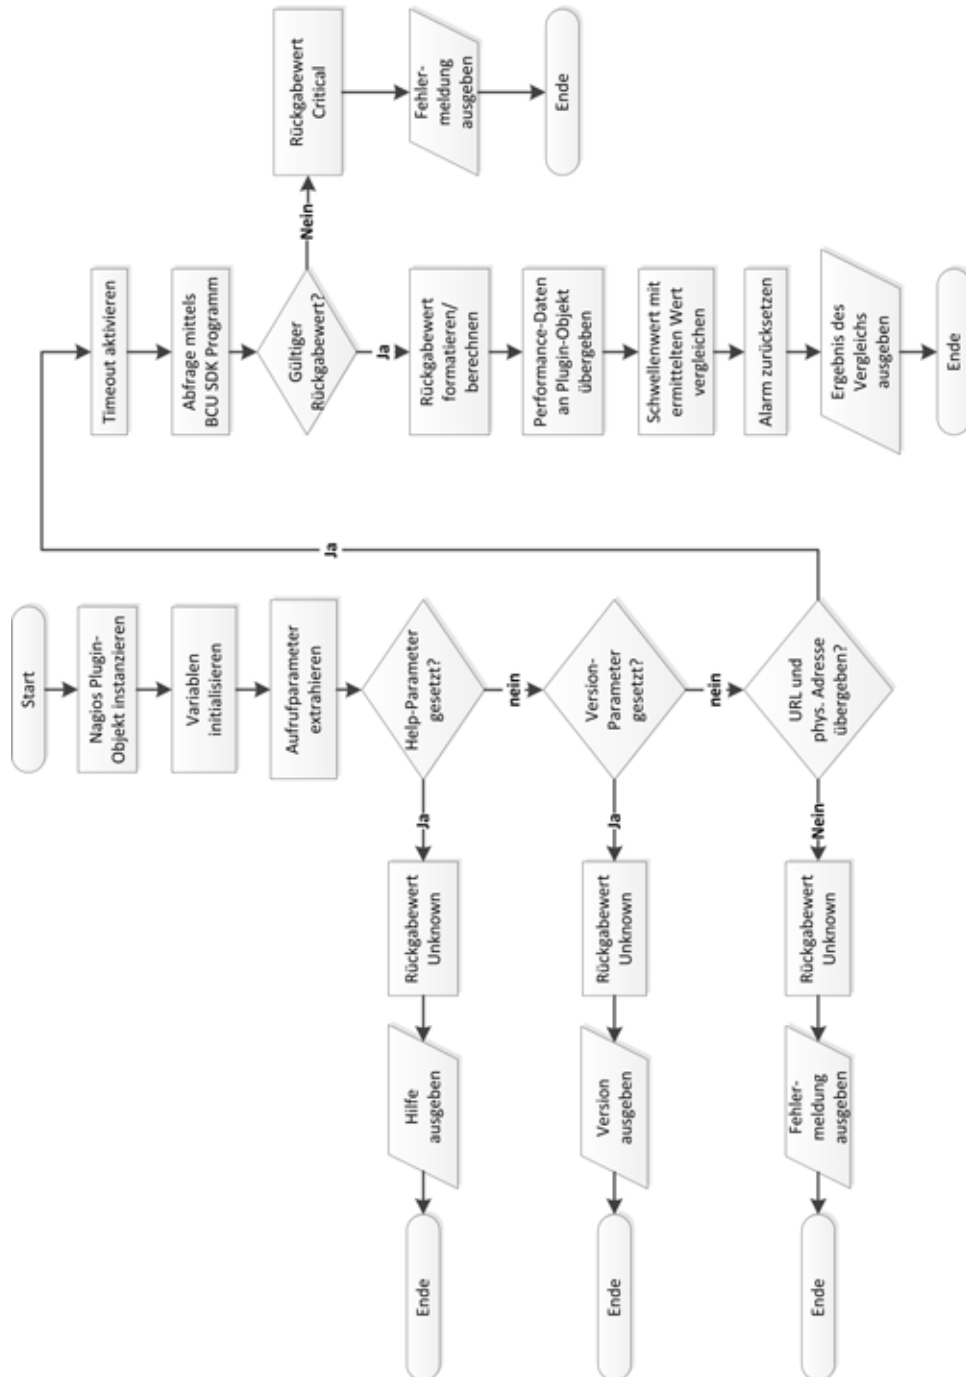 Start
Nagios Plugin-
Objekt instanzieren
Variablen
initialisieren
Aufrufparameter
extrahieren
Help-Parameter
gesetzt?
Ja
Rückgabewert
Unknown
Hilfe
ausgeben
Ende
nein
Version-
Parameter
gesetzt?
Ja
Rückgabewert
Unknown
Version
ausgeben
Ende
nein
URL und
phys. Adresse
übergeben?
Nein
Rückgabewert
Unknown
Fehler-
meldung
ausgeben
Ende
Ja
Timeout aktivieren
Abfrage mittels
BCU SDK Programm
Gültiger
Rückgabewert?
Nein
Rückgabewert
Critical
Fehler-
meldung
ausgeben
Ende
Ja
Rückgabewert
formatieren/
berechnen
Performance-Daten
an Plugin-Objekt
übergeben
Schwellenwert mit
ermittelten Wert
vergleichen
Alarm zurücksetzen
Ergebnis des
Vergleichs
ausgeben
Ende